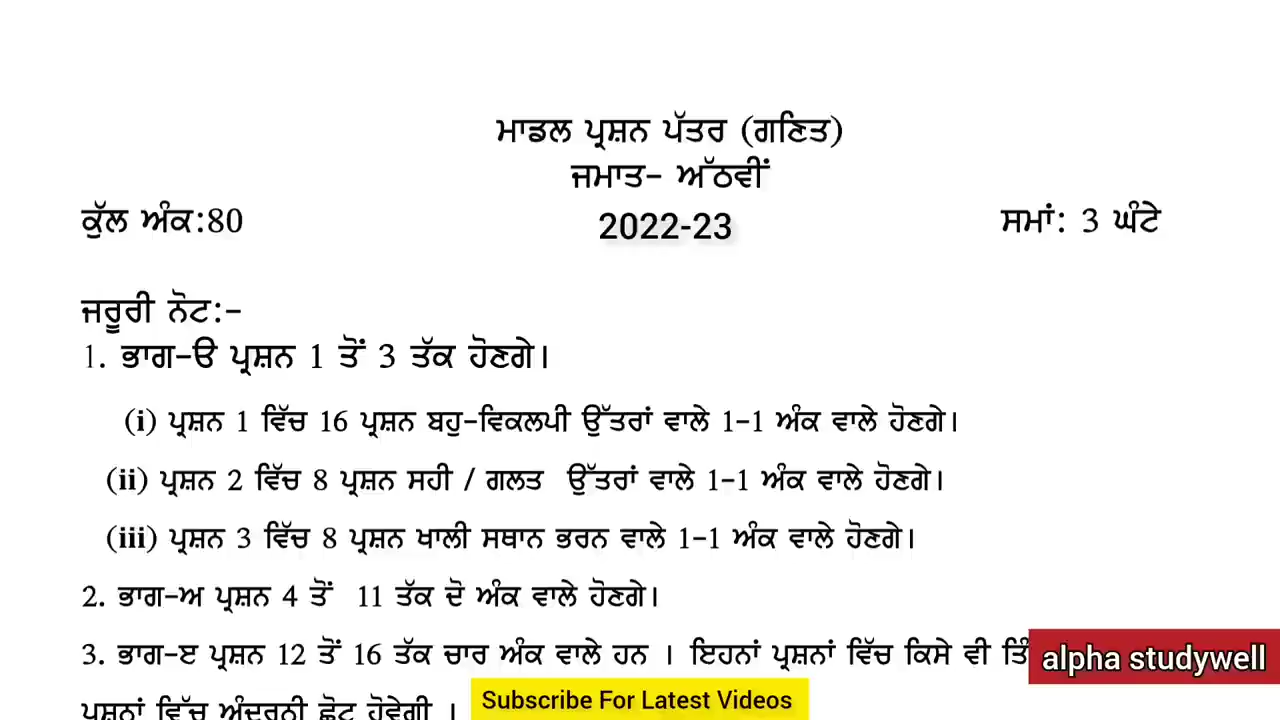 ਮਾਡਲ ਪ੍ਰਸ਼ਨ ਪੱਤਰ (ਗਣਿਤ)
ਜਮਾਤ- ਅੱਠਵੀਂ
ਕੁੱਲ ਅੰਕ:80 2022-23 ਸਮਾਂ: 3 ਘੰਟੇ
ਜਰੂਰੀ ਨੋਟ:-
1. ਭਾਗ-ੳ ਪ੍ਰਸ਼ਨ 1 ਤੋਂ 3 ਤੱਕ ਹੋਣਗੇ।
(i) ਪ੍ਰਸ਼ਨ 1 ਵਿੱਚ 16 ਪ੍ਰਸ਼ਨ ਬਹੁ-ਵਿਕਲਪੀ ਉੱਤਰਾਂ ਵਾਲੇ 1-1 ਅੰਕ ਵਾਲੇ ਹੋਣਗੇ।
(ii) ਪ੍ਰਸ਼ਨ 2 ਵਿੱਚ 8 ਪ੍ਰਸ਼ਨ ਸਹੀ / ਗਲਤ ਉੱਤਰਾਂ ਵਾਲੇ 1-1 ਅੰਕ ਵਾਲੇ ਹੋਣਗੇ।
(iii) ਪ੍ਰਸ਼ਨ 3 ਵਿੱਚ 8 ਪ੍ਰਸ਼ਨ ਖਾਲੀ ਸਥਾਨ ਭਰਨ ਵਾਲੇ 1-1 ਅੰਕ ਵਾਲੇ ਹੋਣਗੇ।
2. ਭਾਗ-ਅ ਪ੍ਰਸ਼ਨ 4 ਤੋਂ 11 ਤੱਕ ਦੋ ਅੰਕ ਵਾਲੇ ਹੋਣਗੇ।
3. ਭਾਗ-ੲ ਪ੍ਰਸ਼ਨ 12 ਤੋਂ 16 ਤੱਕ ਚਾਰ ਅੰਕ ਵਾਲੇ ਹਨ । ਇਹਨਾਂ ਪ੍ਰਸ਼ਨਾਂ ਵਿੱਚ ਕਿਸੇ ਵੀ
alpha studywell
ਪ੍ਰਸ਼ਨਾਂ ਵਿੱਚ ਅੰਦਰੂਨੀ ਛੋਟ ਹੋਵੇਗੀ ।
Subscribe For Latest Videos